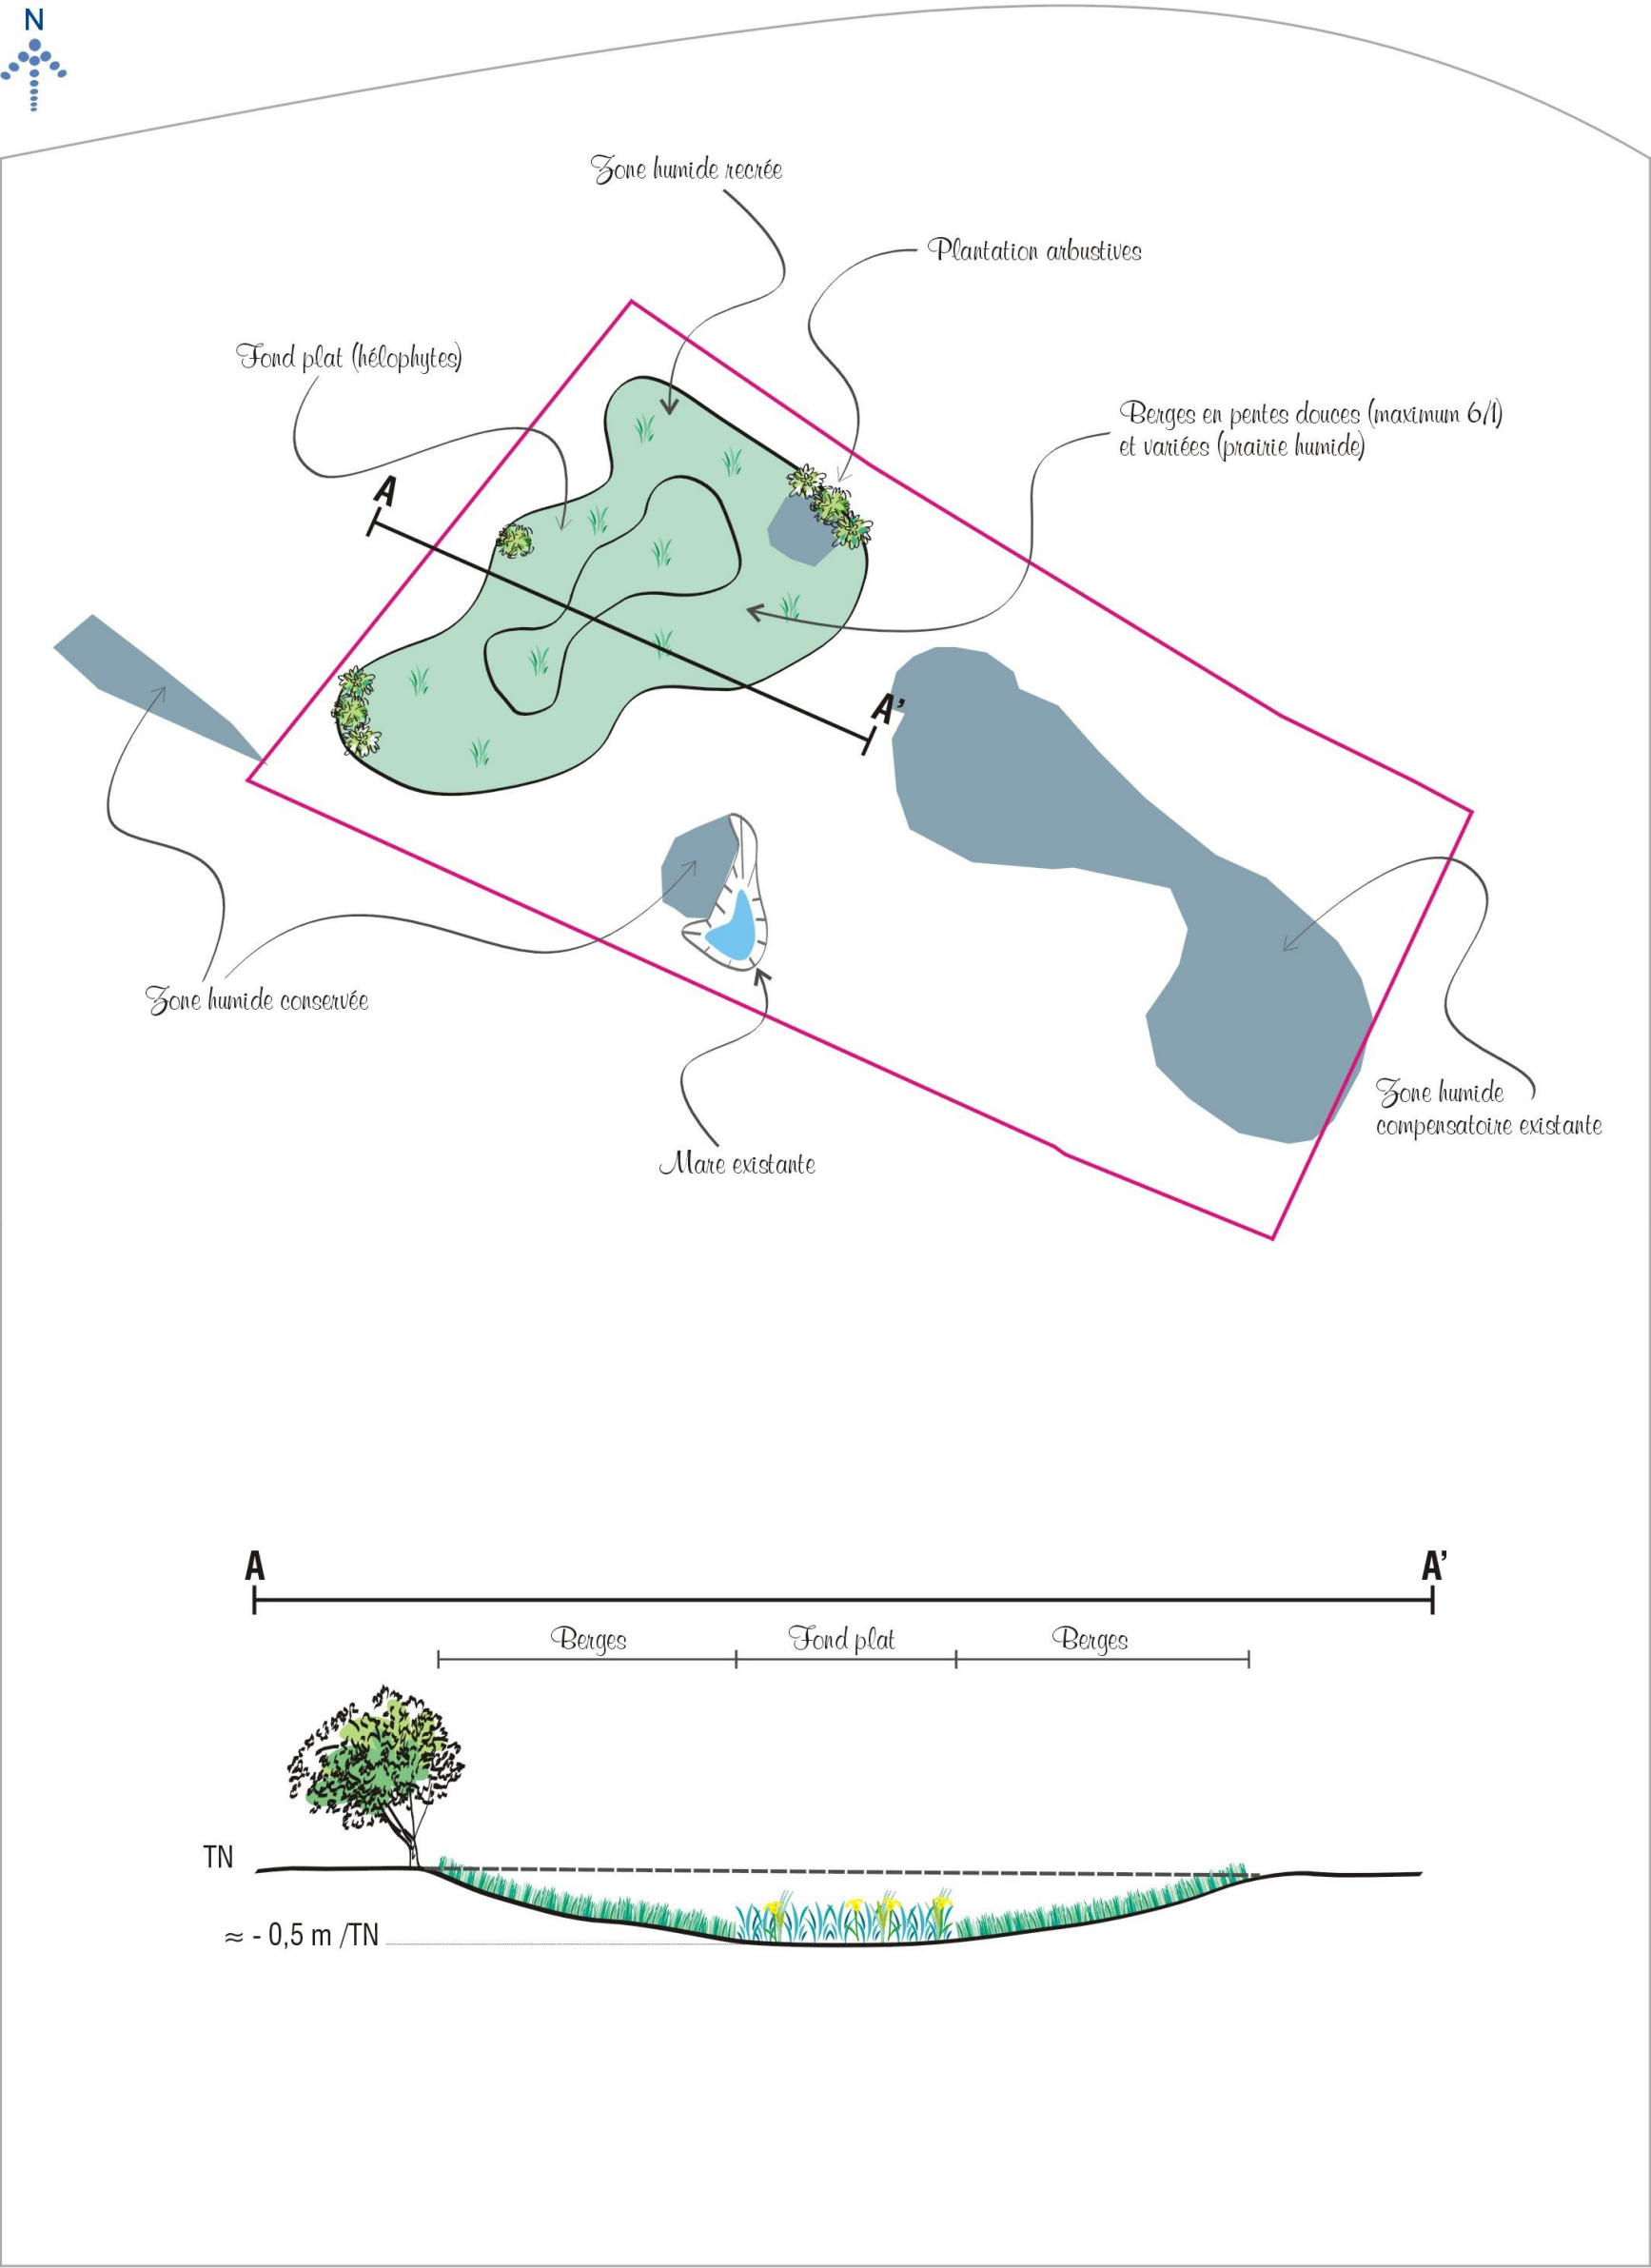 N
Zone humide recrée
Plantation arbustives
Fond plat (hélophytes)
Berges en pentes douces (maximum 6/1)
et variées (prairie humide)
A
A'
Zone humide conservée
Zone humide
compensatoire existante
Mare existante
A
A'
Berges
Fond plat
Berges
TN
≈ - 0,5 m /TN